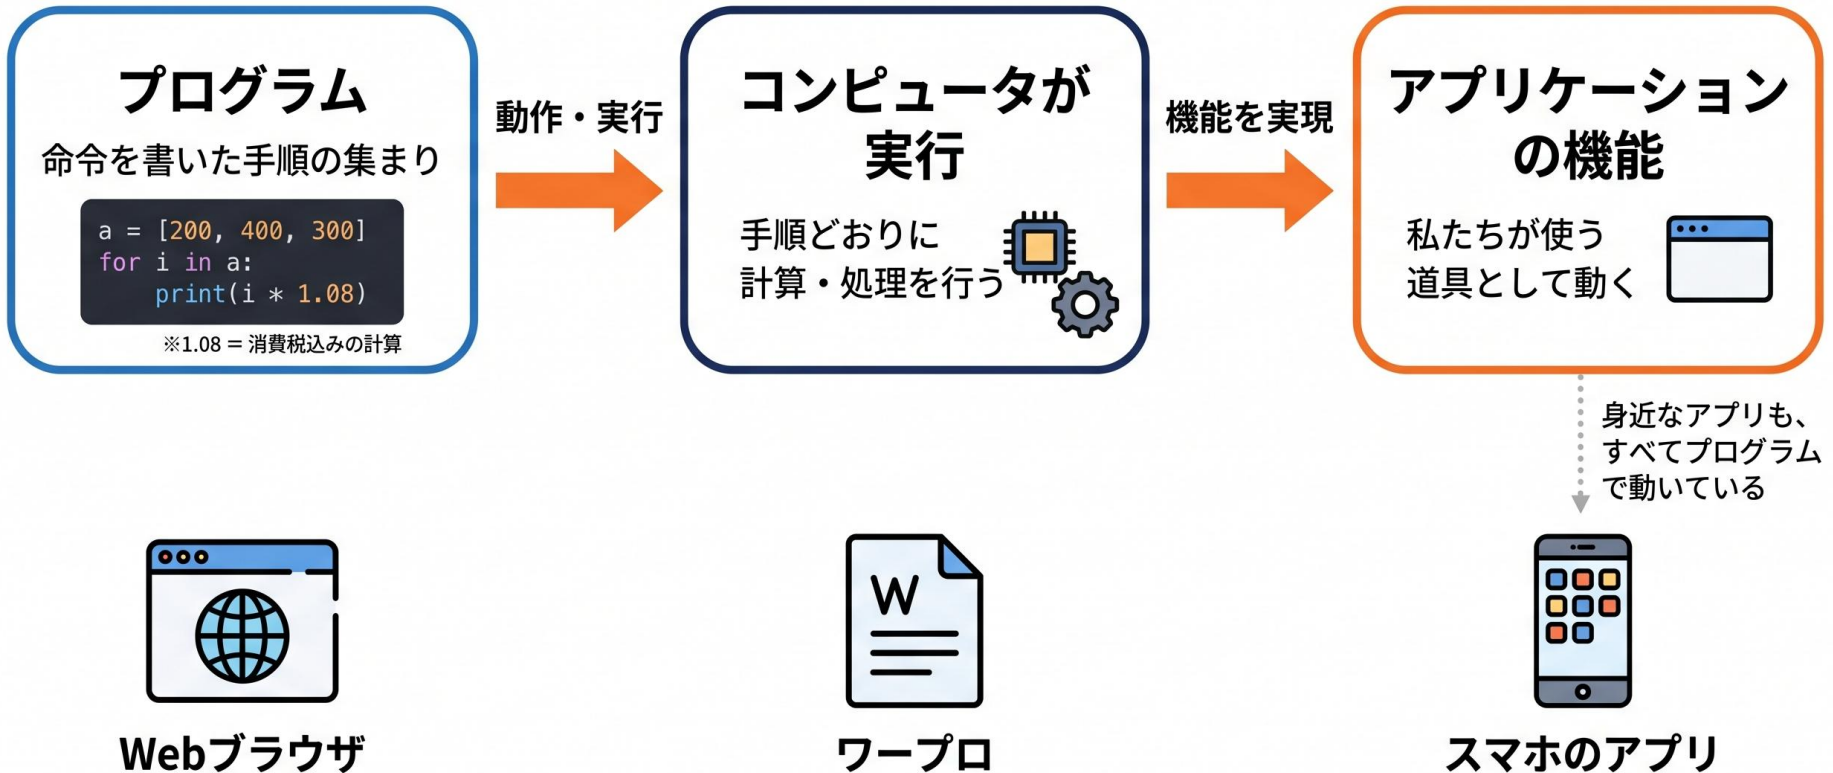 プログラム
命令を書いた手順の集まり
a = [200, 400, 300]
for i in a:
    print(i * 1.08)
※1.08 = 消費税込みの計算
動作・実行
コンピュータが
実行
手順どおりに
計算・処理を行う
機能を実現
アプリケーション
の機能
私たちが使う
道具として動く
身近なアプリも、
すべてプログラム
で動いている
Webブラウザ
W
ワープロ
スマホのアプリ